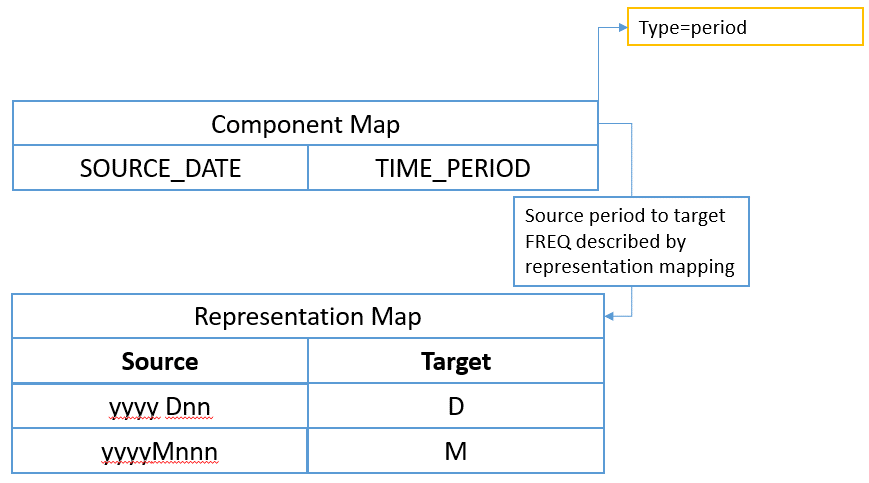 Type=period
Component Map
SOURCE_DATE TIME_PERIOD
Source period to target
FREQ described by
representation mapping
Representation Map
Source Target
yyyy Dnn D
yyyyMnnn M